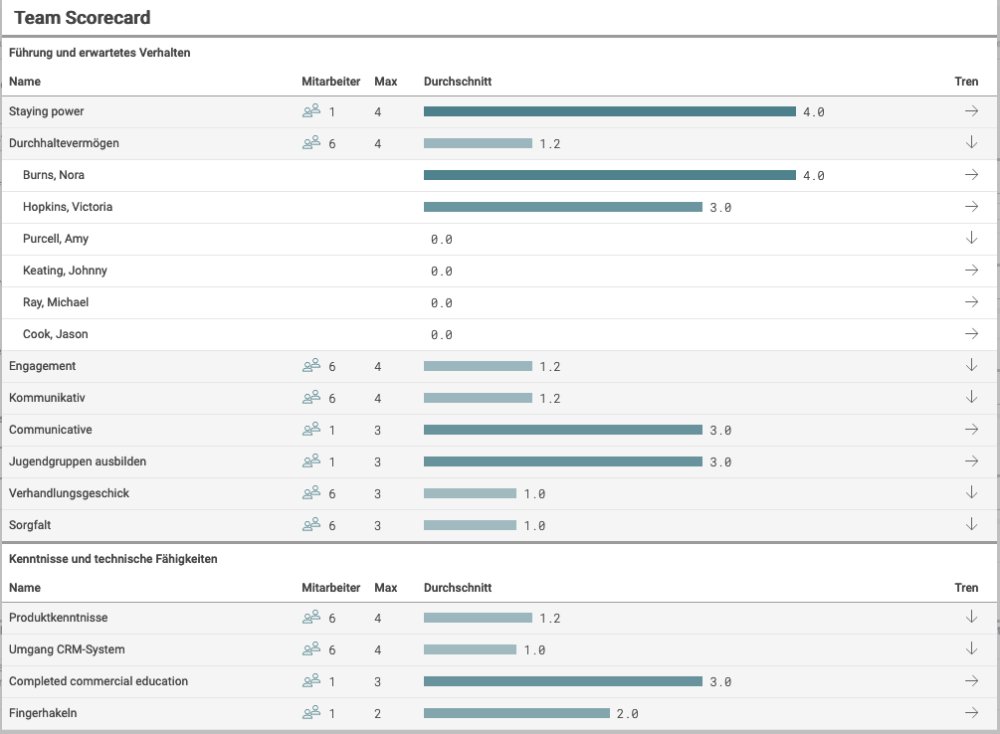 Team Scorecard
Führung und erwartetes Verhalten
Name Mitarbeiter Max Durchschnitt Tren
Staying power 1 4 4.0
Durchhaltevermögen 6 4 1.2
Burns, Nora 4.0
Hopkins, Victoria 3.0
Purcell, Amy 0.0
Keating, Johnny 0.0
Ray, Michael 0.0
Cook, Jason 0.0
Engagement 6 4 1.2
Kommunikativ 6 4 1.2
Communicative 1 3 3.0
Jugendgruppen ausbilden 1 3 3.0
Verhandlungsgeschick 6 3 1.0
Sorgfalt 6 3 1.0
Kenntnisse und technische Fähigkeiten
Name Mitarbeiter Max Durchschnitt Tren
Produktkenntnisse 6 4 1.2
Umgang CRM-System 6 4 1.0
Completed commercial education 1 3 3.0
Fingerhakeln 1 2 2.0